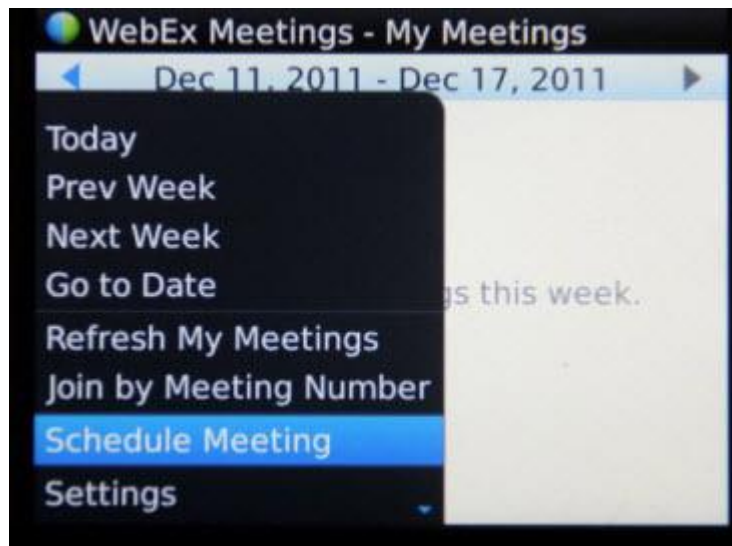 WebEx Meetings - My Meetings
Dec 11, 2011 - Dec 17, 2011
Today
Prev Week
Next Week
Go to Date
this week.
Refresh My Meetings
Join by Meeting Number
Schedule Meeting
Settings